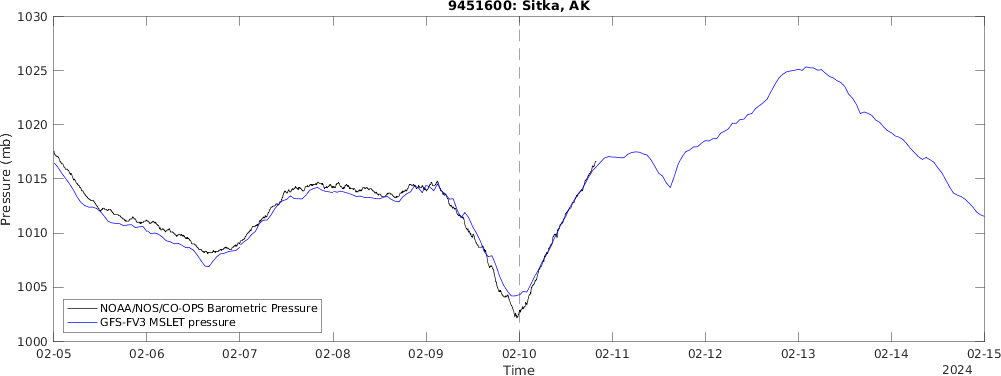 9451600: Sitka, AK
Pressure (mb)
1030
1025
1020
1015
1010
1005
1000
NOAA/NOS/CO-OPS Barometric Pressure
GFS-FV3 MSLET pressure
02-05 02-06 02-07 02-08 02-09 02-10 02-11 02-12 02-13 02-14 02-15
Time
2024